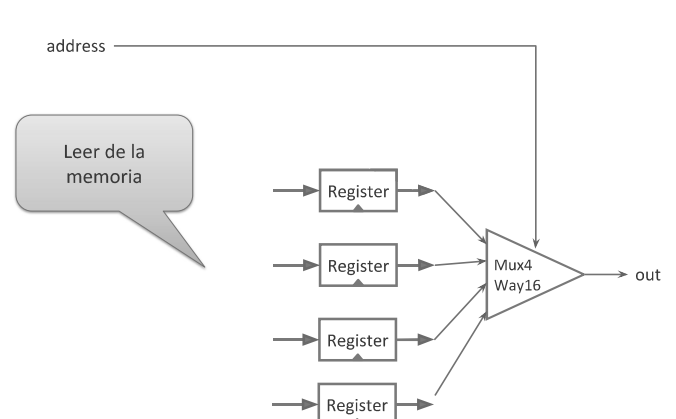 address
Leer de la
memoria
Register
Register
Mux4
Way16
out
Register
Register